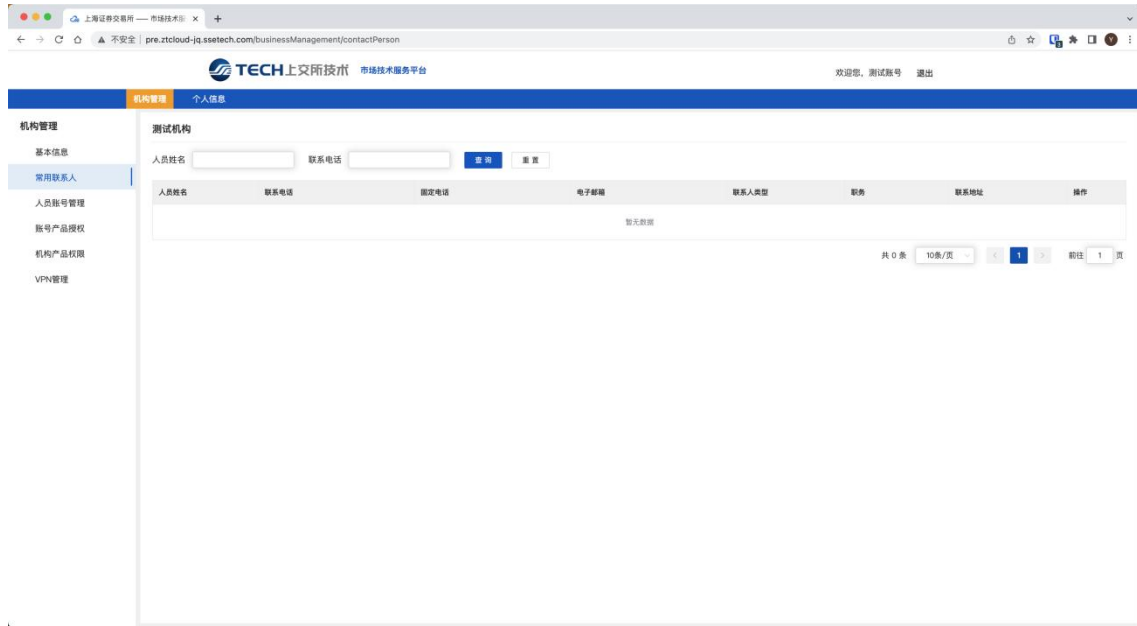 上海证券交易所 —— 市场技术服
不安全 pre.ztcloud-jq.ssetech.com/businessManagement/contactPerson
TECH上交所技术 市场技术服务平台 欢迎您，测试账号 退出
机构管理 个人信息
机构管理
基本信息
常用联系人
人员账号管理
账号产品授权
机构产品权限
VPN管理
测试机构
人员姓名 联系电话 查 询 重 置
人员姓名 联系电话 固定电话 电子邮箱 联系人类型 职务 联系地址 操作
暂无数据
共 0 条 10条/页 1 前往 1 页